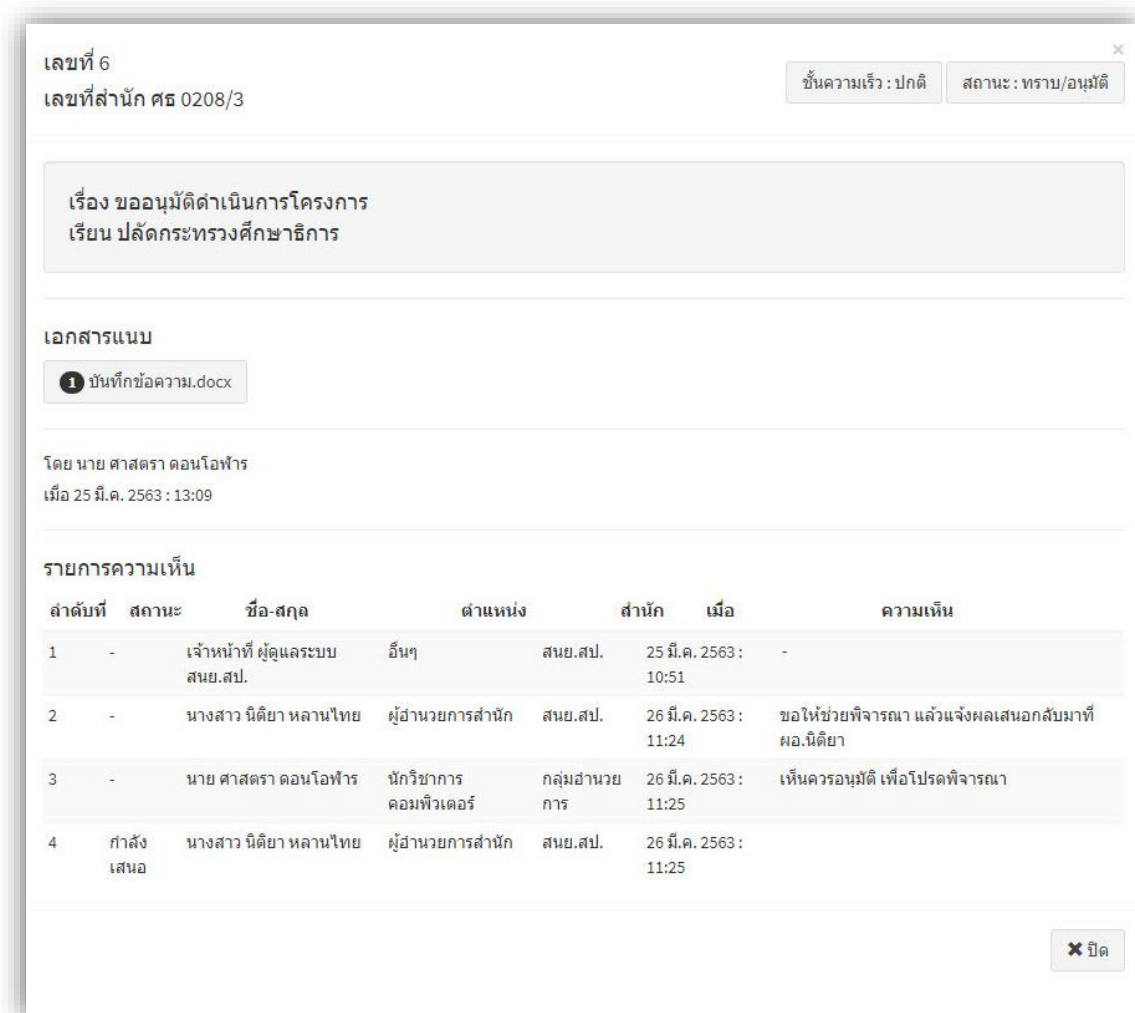 ×
เลขที่ 6
เลขที่สำนัก ศธ 0208/3
ชั้นความเร็ว : ปกติ
สถานะ : ทราบ/อนุมัติ
เรื่อง ขออนุมัติดำเนินการโครงการ
เรียน ปลัดกระทรวงศึกษาธิการ
เอกสารแนบ
1 บันทึกข้อความ.docx
โดย นาย ศาสตรา ดอนโอฬาร
เมื่อ 25 มี.ค. 2563 : 13:09
รายการความเห็น
ลำดับที่ สถานะ ชื่อ-สกุล ตำแหน่ง สำนัก เมื่อ ความเห็น
1 - เจ้าหน้าที่ ผู้ดูแลระบบ อื่นๆ สนย.สป. 25 มี.ค. 2563 : -
สนย.สป. 10:51
2 - นางสาว นิติยา หลานไทย ผู้อำนวยการสำนัก สนย.สป. 26 มี.ค. 2563 : ขอให้ช่วยพิจารณา แล้วแจ้งผลเสนอกลับมาที่
11:24 ผอ.นิติยา
3 - นาย ศาสตรา ดอนโอฬาร นักวิชาการ กลุ่มอำนวย 26 มี.ค. 2563 : เห็นควรอนุมัติ เพื่อโปรดพิจารณา
คอมพิวเตอร์ การ 11:25
4 กำลัง นางสาว นิติยา หลานไทย ผู้อำนวยการสำนัก สนย.สป. 26 มี.ค. 2563 :
เสนอ 11:25
✖ ปิด